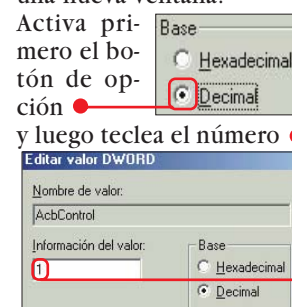 una nueva ventana.
Activa pri-
mero el bo-
tón de op-
ción
Base
Hexadecimal
Decimal
y luego teclea el número
Editar valor DWORD
Nombre de valor:
AcbControl
Información del valor:
1
Base
Hexadecimal
Decimal